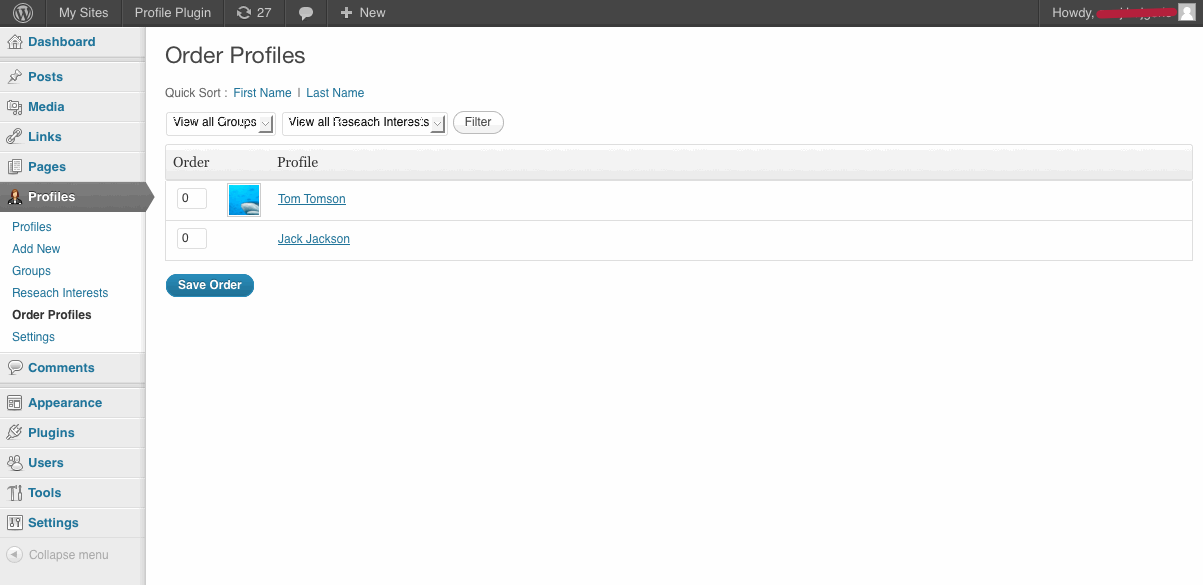 My Sites Profile Plugin 27 New Howdy,
Dashboard
Posts
Media
Links
Pages
Profiles
Profiles
Add New
Groups
Reseach Interests
Order Profiles
Settings
Comments
Appearance
Plugins
Users
Tools
Settings
Collapse menu
Order Profiles
Quick Sort : First Name | Last Name
View all Groups View all Reseach Interests Filter
Order Profile
0 Tom Tomson
0 Jack Jackson
Save Order